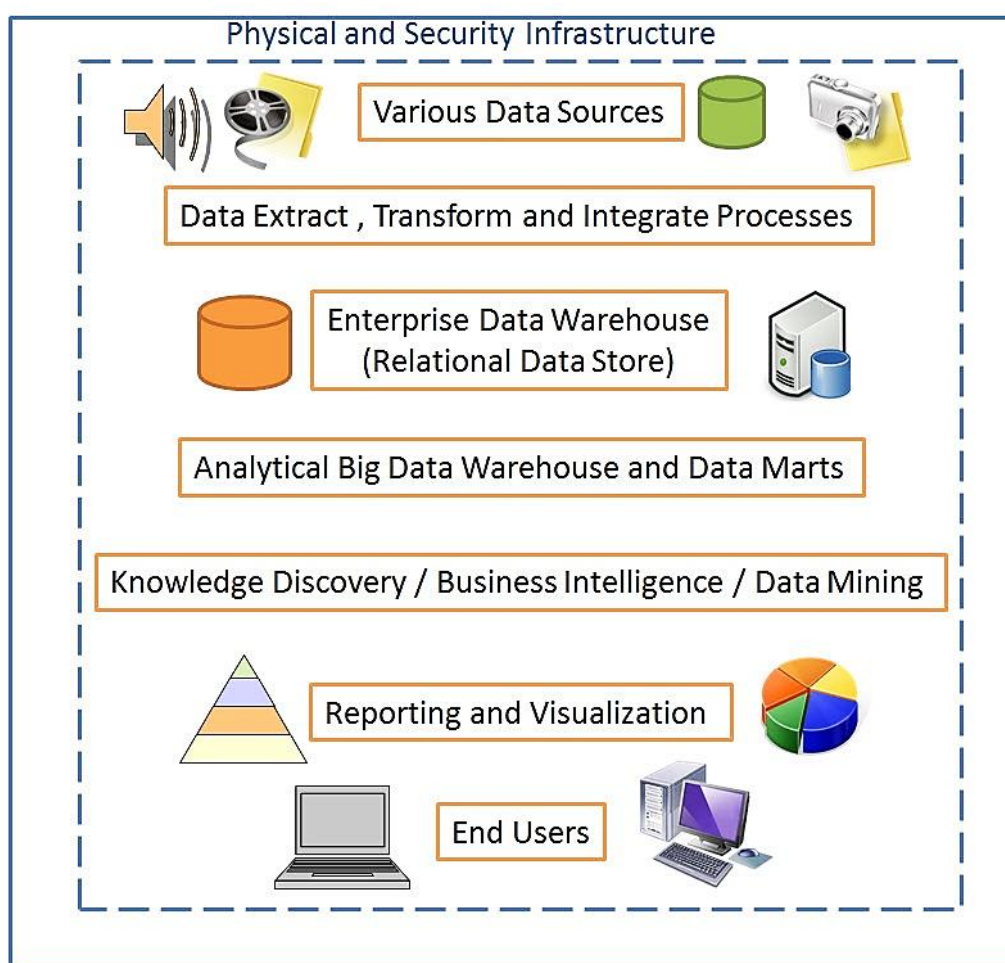 Physical and Security Infrastructure
Various Data Sources
Data Extract , Transform and Integrate Processes
Enterprise Data Warehouse
(Relational Data Store)
Analytical Big Data Warehouse and Data Marts
Knowledge Discovery / Business Intelligence / Data Mining
Reporting and Visualization
End Users